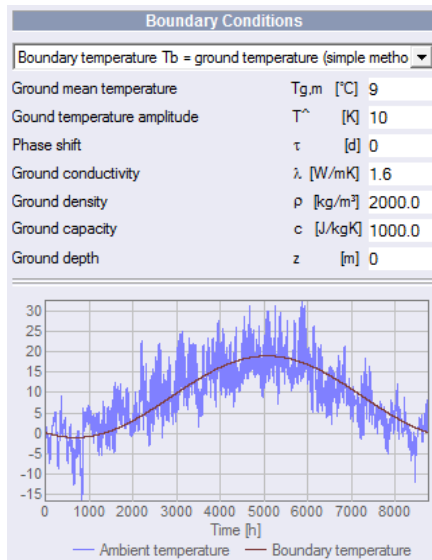 Boundary Conditions
Boundary temperature Tb = ground temperature (simple metho
Ground mean temperature Tg,m [°C] 9
Gound temperature amplitude T^ [K] 10
Phase shift τ [d] 0
Ground conductivity λ [W/mK] 1.6
Ground density ρ [kg/m³] 2000.0
Ground capacity c [J/kgK] 1000.0
Ground depth z [m] 0
30
25
20
15
10
5
0
-5
-10
-15
0 1000 2000 3000 4000 5000 6000 7000 8000
Time [h]
Ambient temperature Boundary temperature